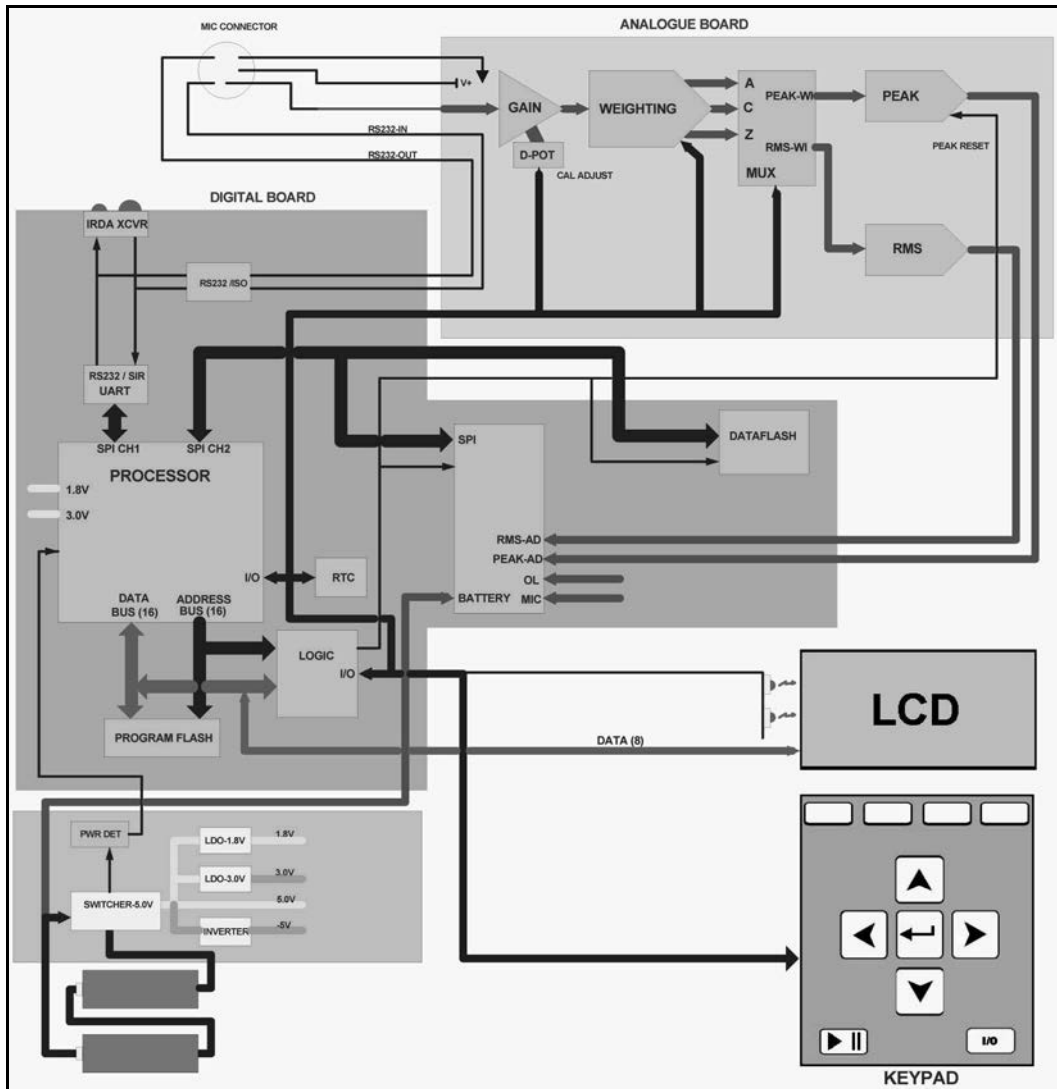 ANALOGUE BOARD
MIC CONNECTOR
V+
GAIN
WEIGHTING
A
C
Z
PEAK-WI
RMS-WI
MUX
PEAK
D-POT
CAL ADJUST
PEAK RESET
RMS
RS232-IN
RS232-OUT
DIGITAL BOARD
IRDA XCVR
RS232 /ISO
RS232 / SIR
UART
SPI CH1
SPI CH2
PROCESSOR
1.8V
3.0V
I/O
RTC
DATA
BUS (16)
ADDRESS
BUS (16)
SPI
DATAFLASH
RMS-AD
PEAK-AD
OL
MIC
BATTERY
LOGIC
I/O
PROGRAM FLASH
DATA (8)
LCD
PWR DET
SWITCHER-5.0V
LDO-1.8V
1.8V
LDO-3.0V
3.0V
5.0V
INVERTER
-5V
I/O
KEYPAD